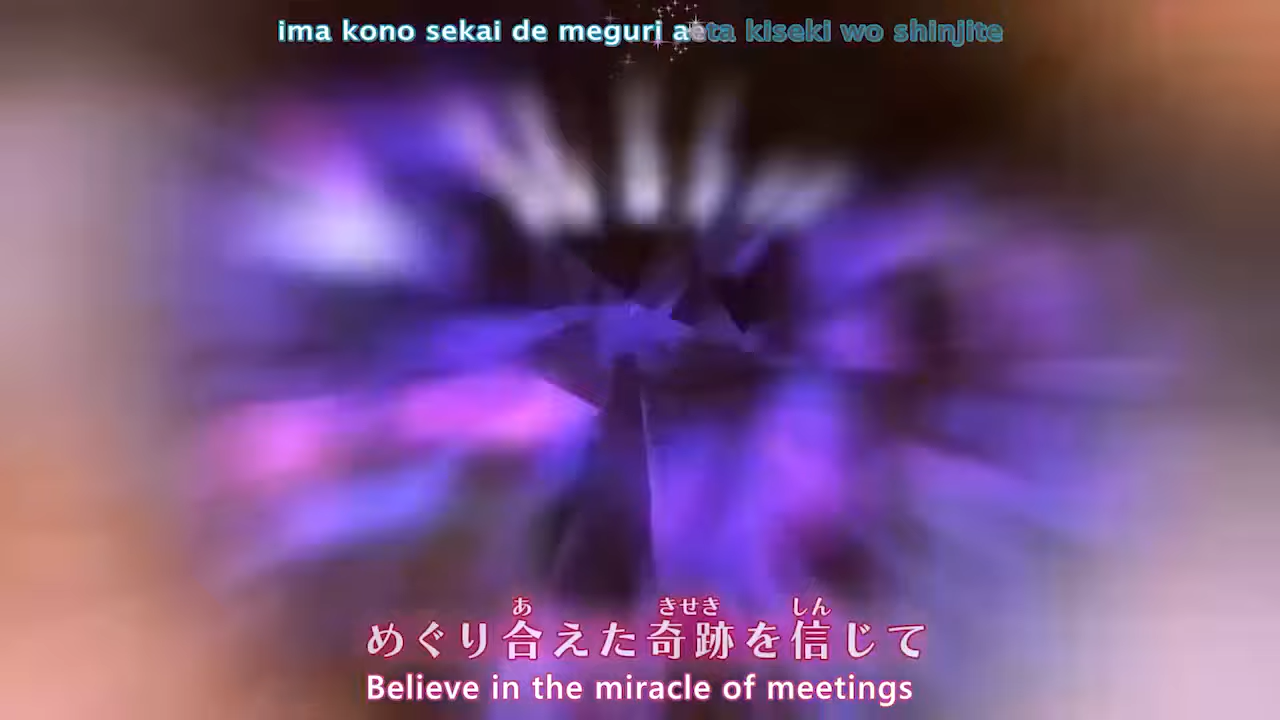 ima kono sekai de meguri aeta kiseki wo shinjite
あ きせき しん
めぐり合えた奇跡を信じて
Believe in the miracle of meetings